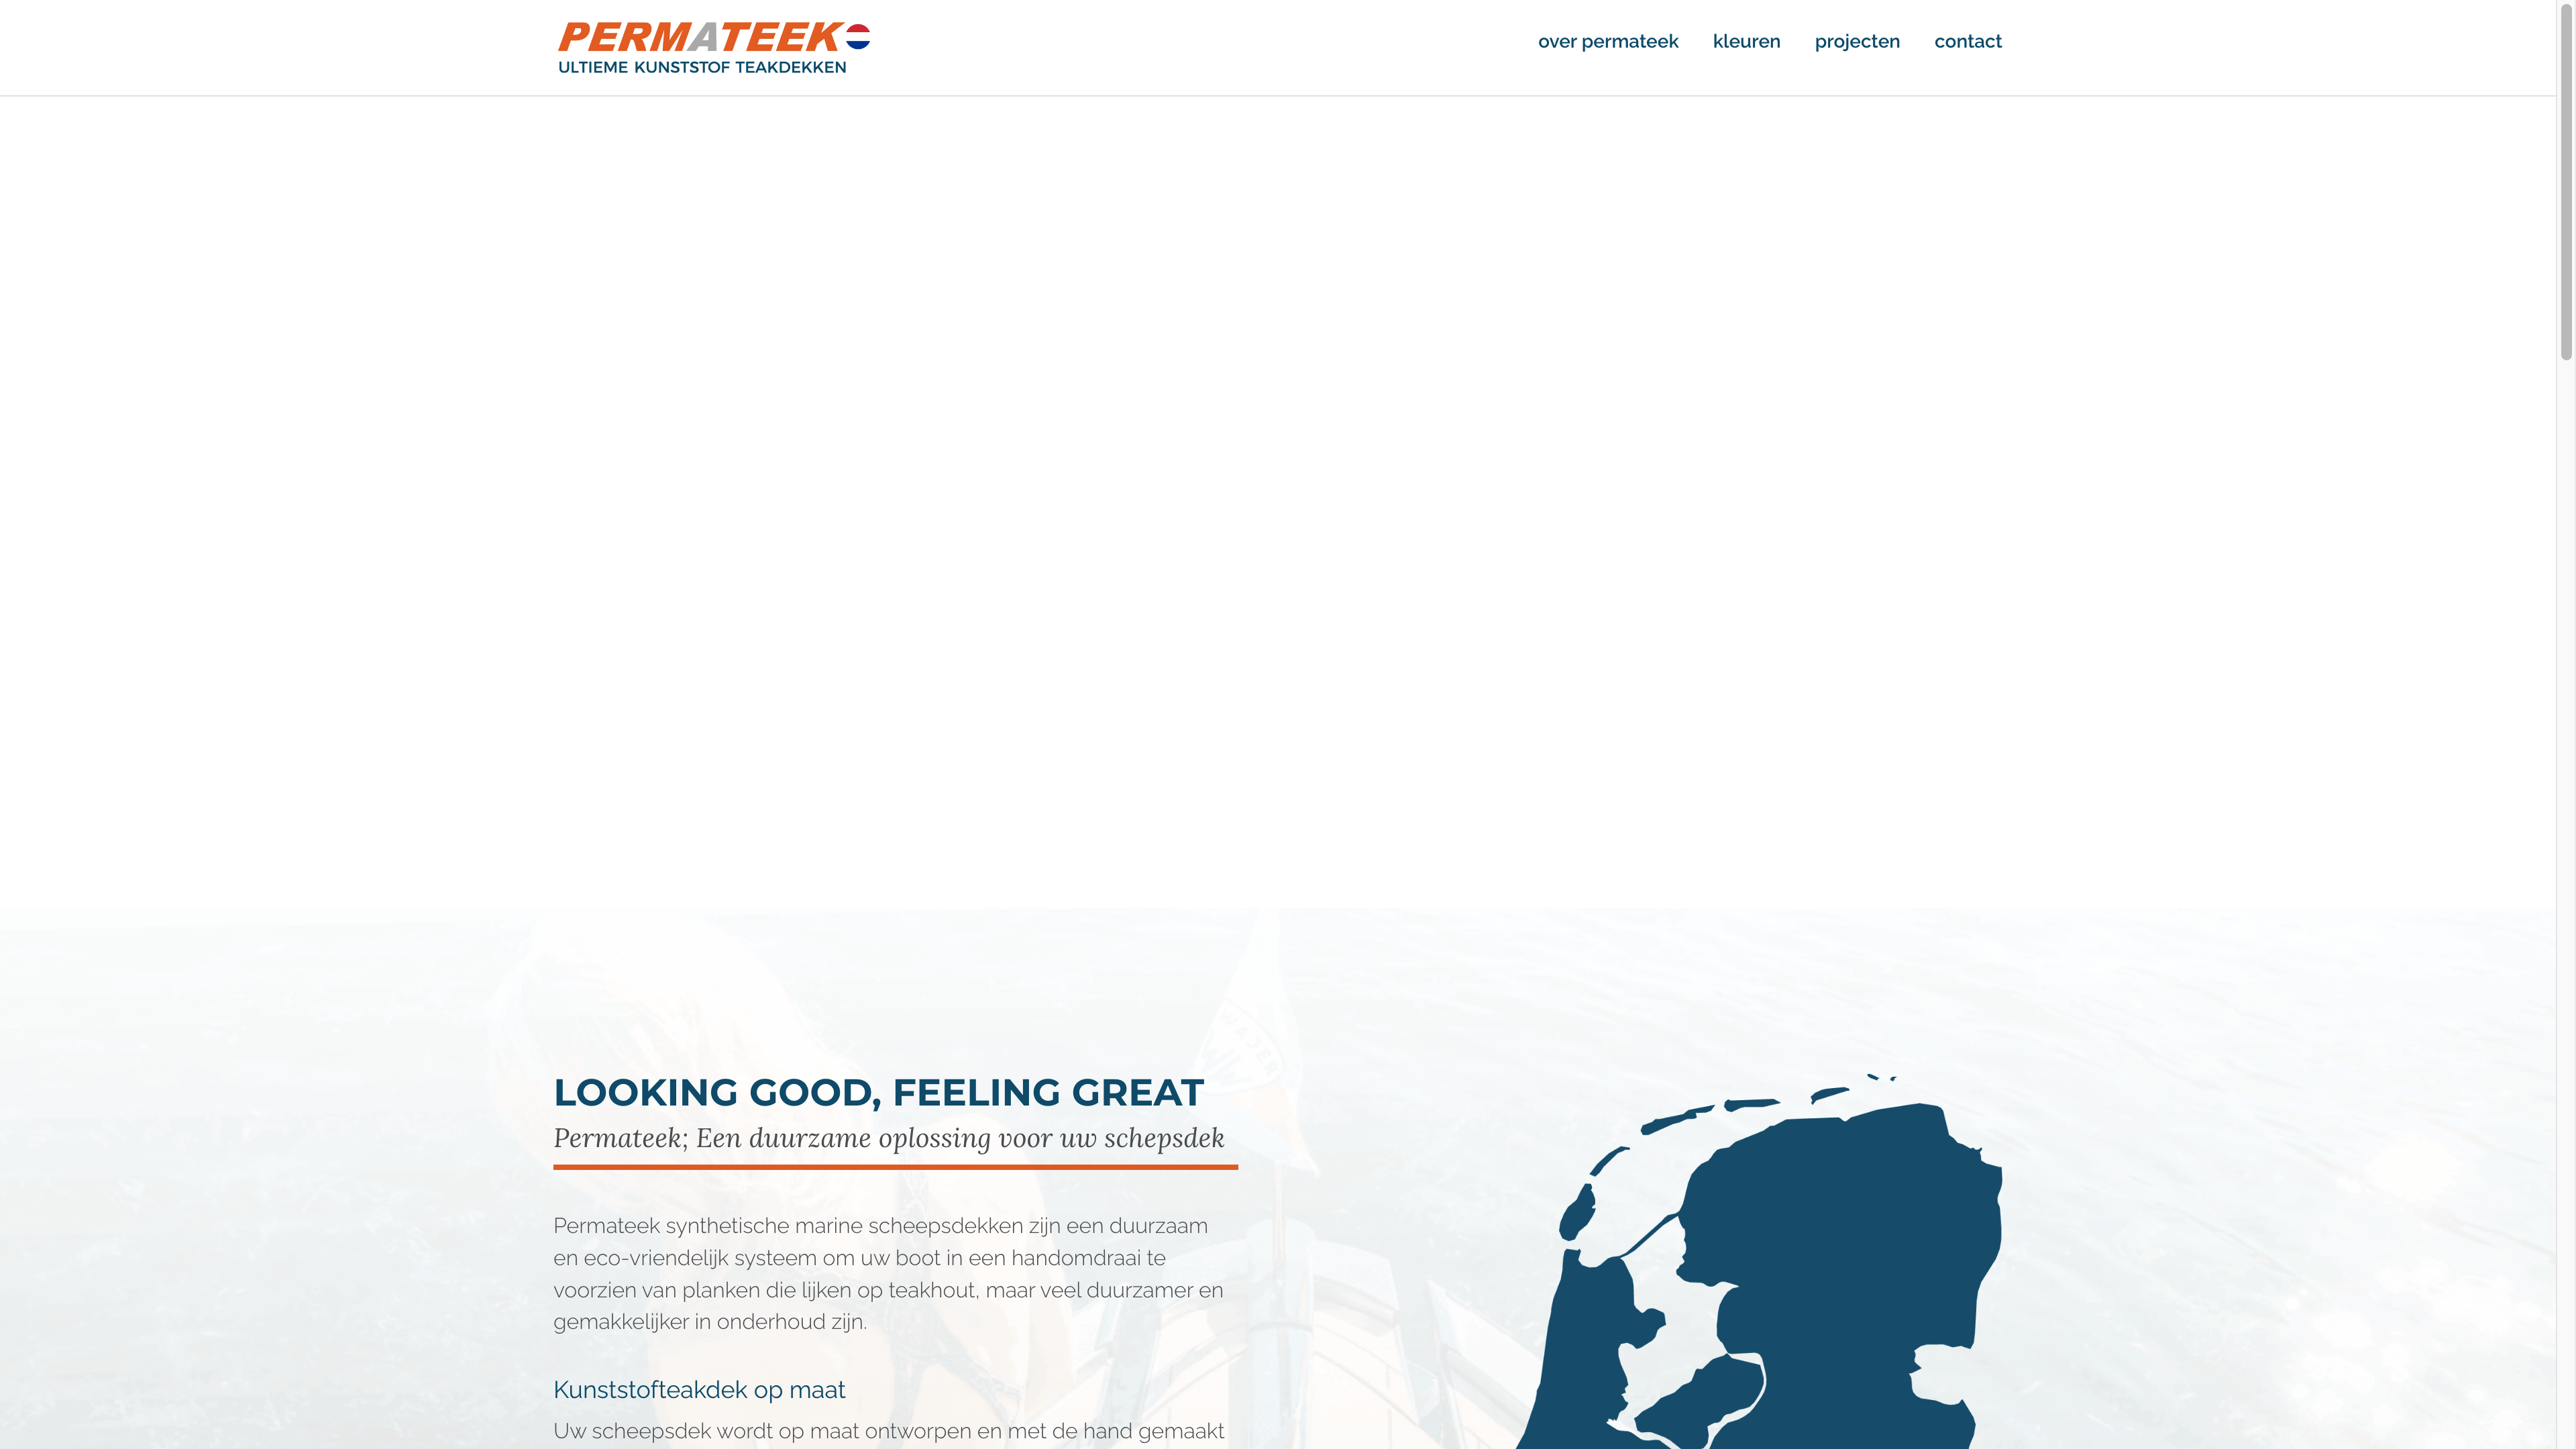 PERMATEEK
ULTIEME KUNSTSTOF TEAKDEKKEN
over permateek kleuren projecten contact
LOOKING GOOD, FEELING GREAT
Permateek; Een duurzame oplossing voor uw schepsdek
Permateek synthetische marine scheepsdekken zijn een duurzaam
en eco-vriendelijk systeem om uw boot in een handomdraai te
voorzien van planken die lijken op teakhout, maar veel duurzamer en
gemakkelijker in onderhoud zijn.
Kunststofteakdek op maat
Uw scheepsdek wordt op maat ontworpen en met de hand gemaakt